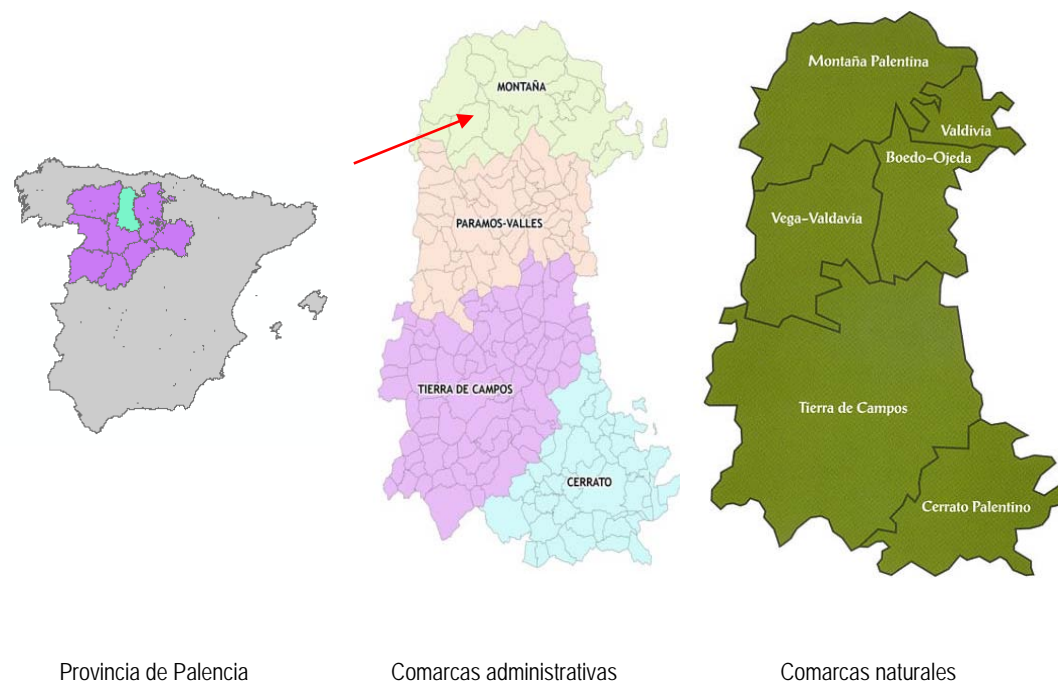 MONTAÑA
PARAMOS-VALLES
TIERRA DE CAMPOS
CERRATO
Montaña Palentina
Valdivia
Boedo-Ojeda
Vega-Valdavia
Tierra de Campos
Cerrato Palentino
Provincia de Palencia
Comarcas administrativas
Comarcas naturales